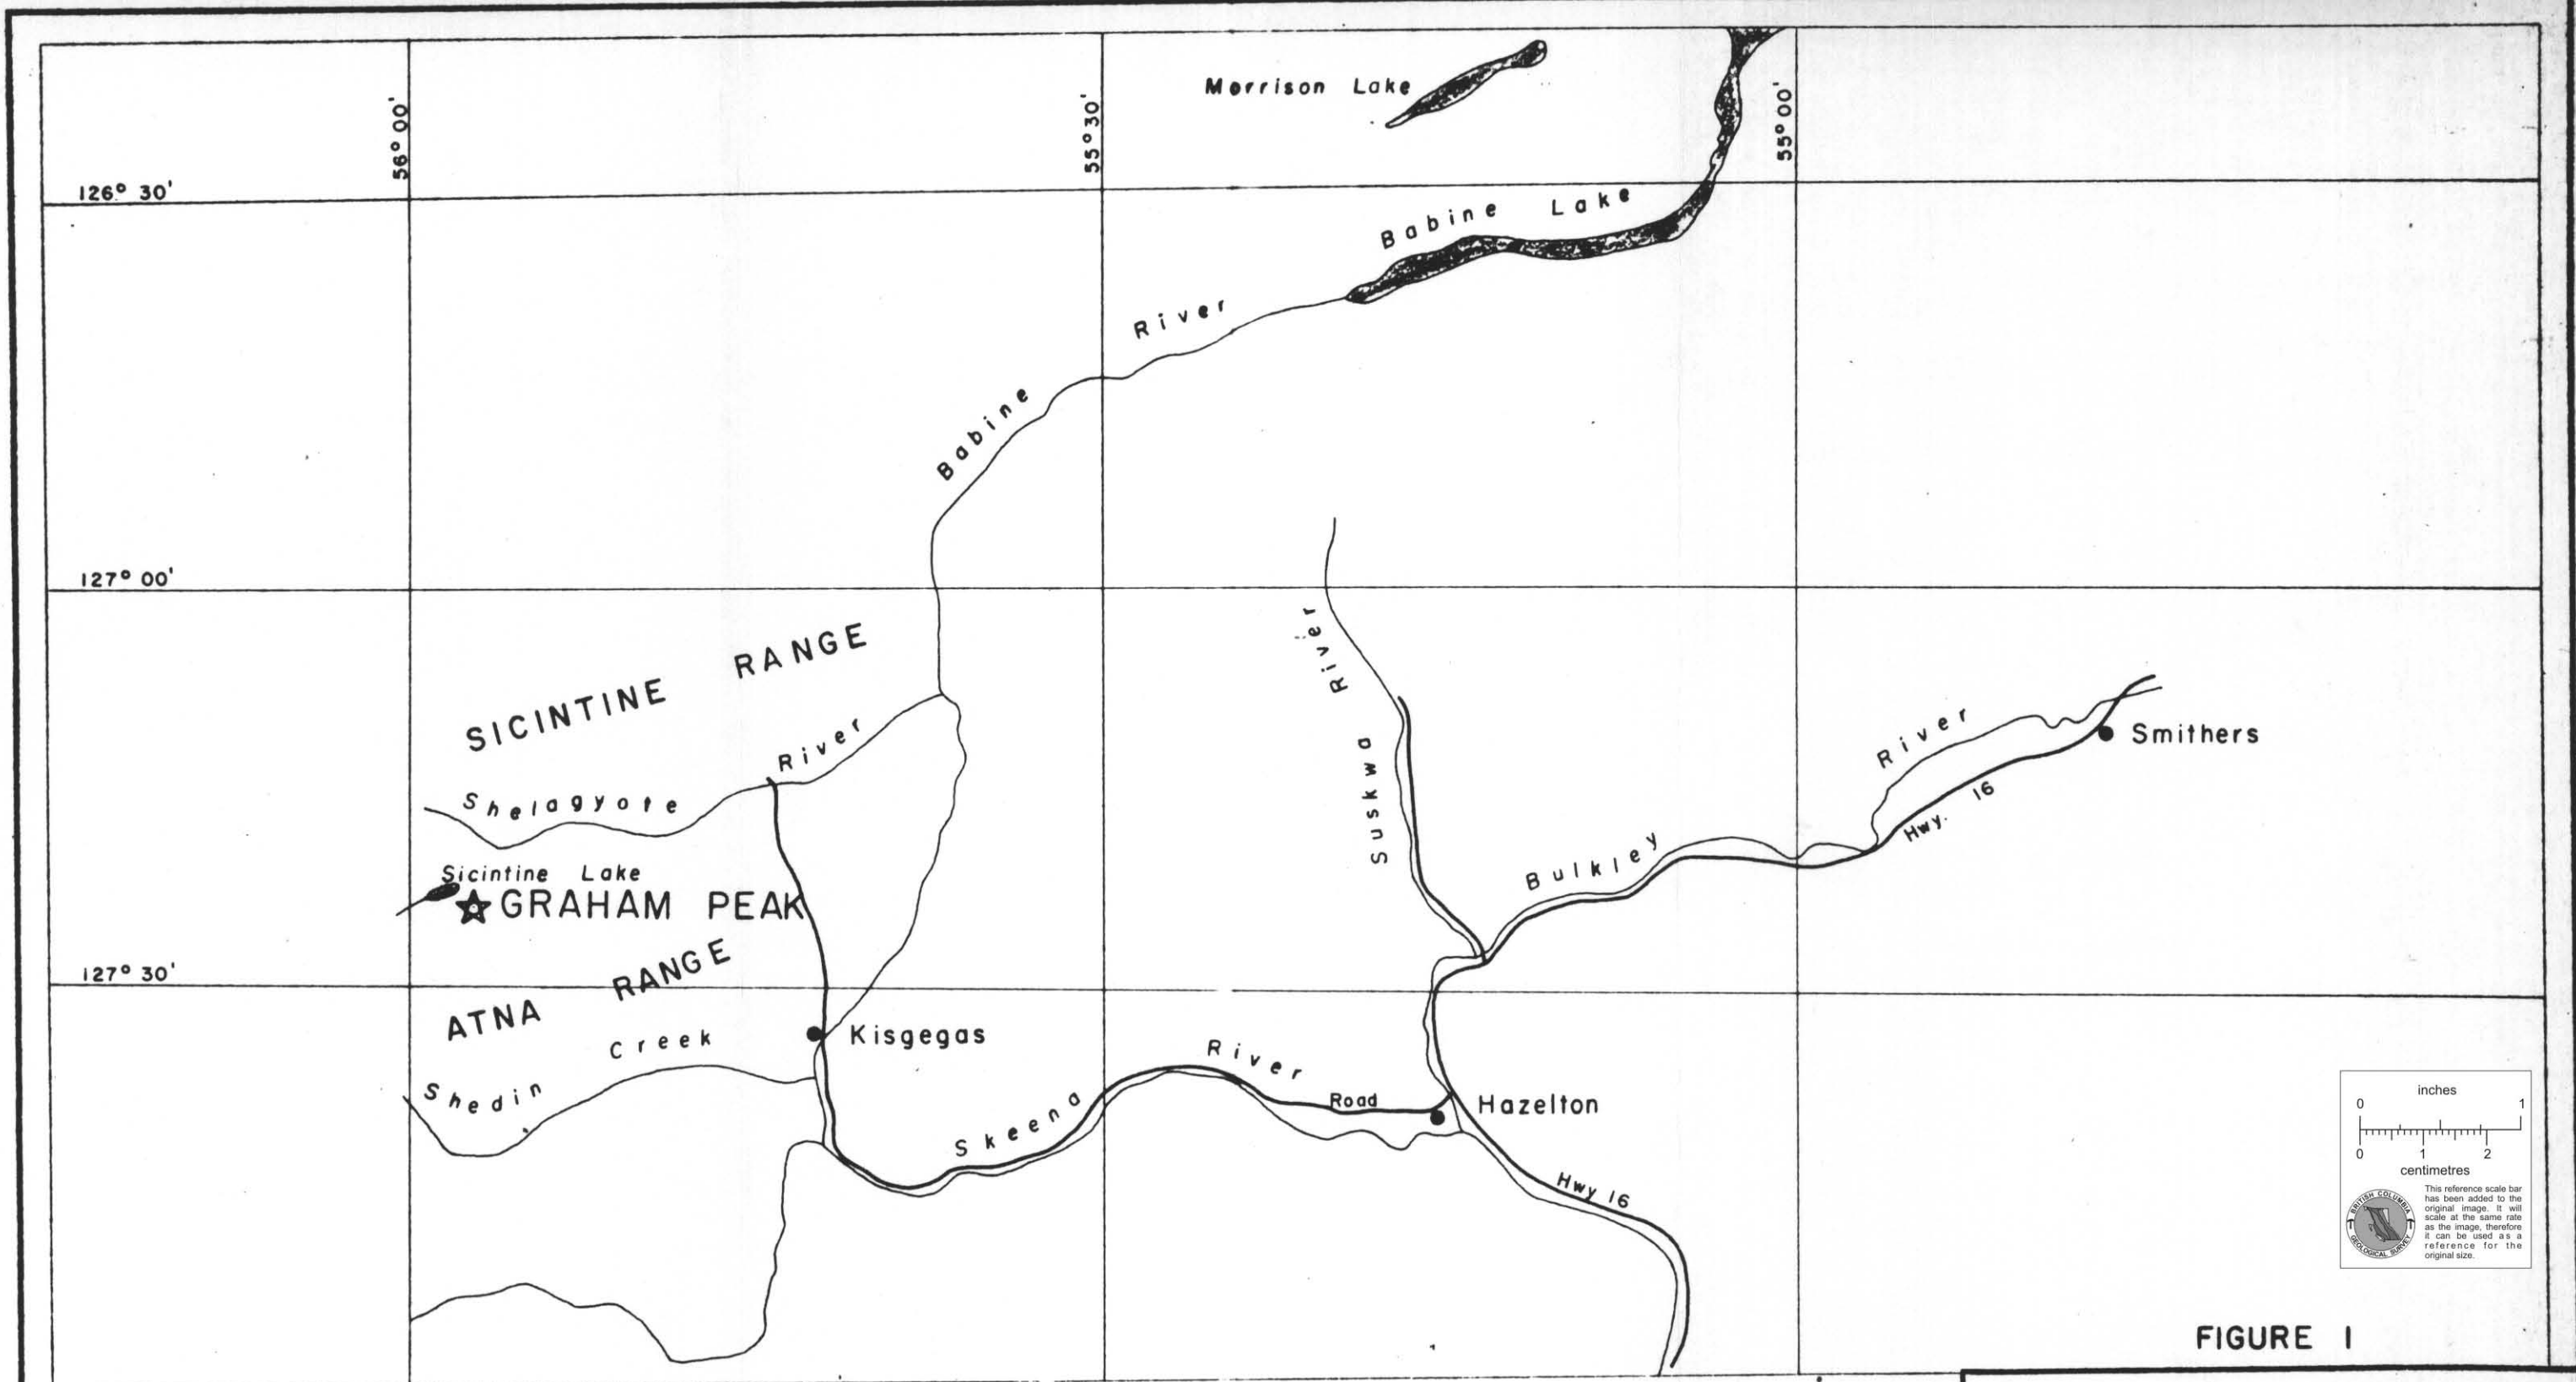 Morrison Lake
56° 00'
55° 30'
55° 00'
126° 30'
Babine Lake
Babine River
127° 00'
SICINTINE RANGE
Suskwa River
Shelagyote River
Bulkley River
Smithers
Hwy. 16
Sicintine Lake
GRAHAM PEAK
ATNA RANGE
127° 30'
Kisgegas
Shedin Creek
Skeena River
Road
Hazelton
Hwy 16
inches
0 1
0 1 2
centimetres
This reference scale bar
has been added to the
original image. It will
scale at the same rate
as the image, therefore
it can be used as a
reference for the
original size.
BRITISH COLUMBIA
GEOLOGICAL SURVEY
FIGURE 1